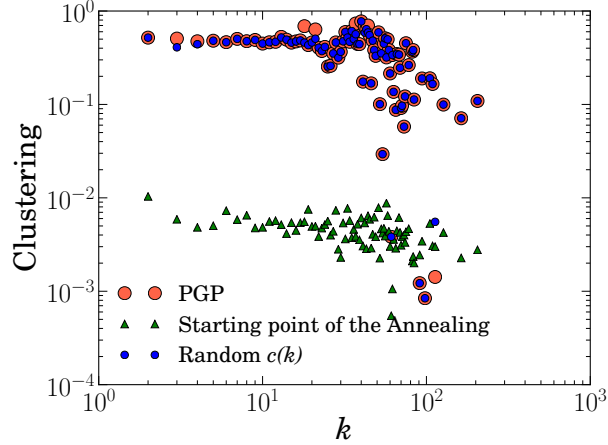 10^0
10^−1
10^−2
10^−3
10^−4
Clustering
PGP
Starting point of the Annealing
Random c(k)
10^0 10^1 10^2 10^3
k